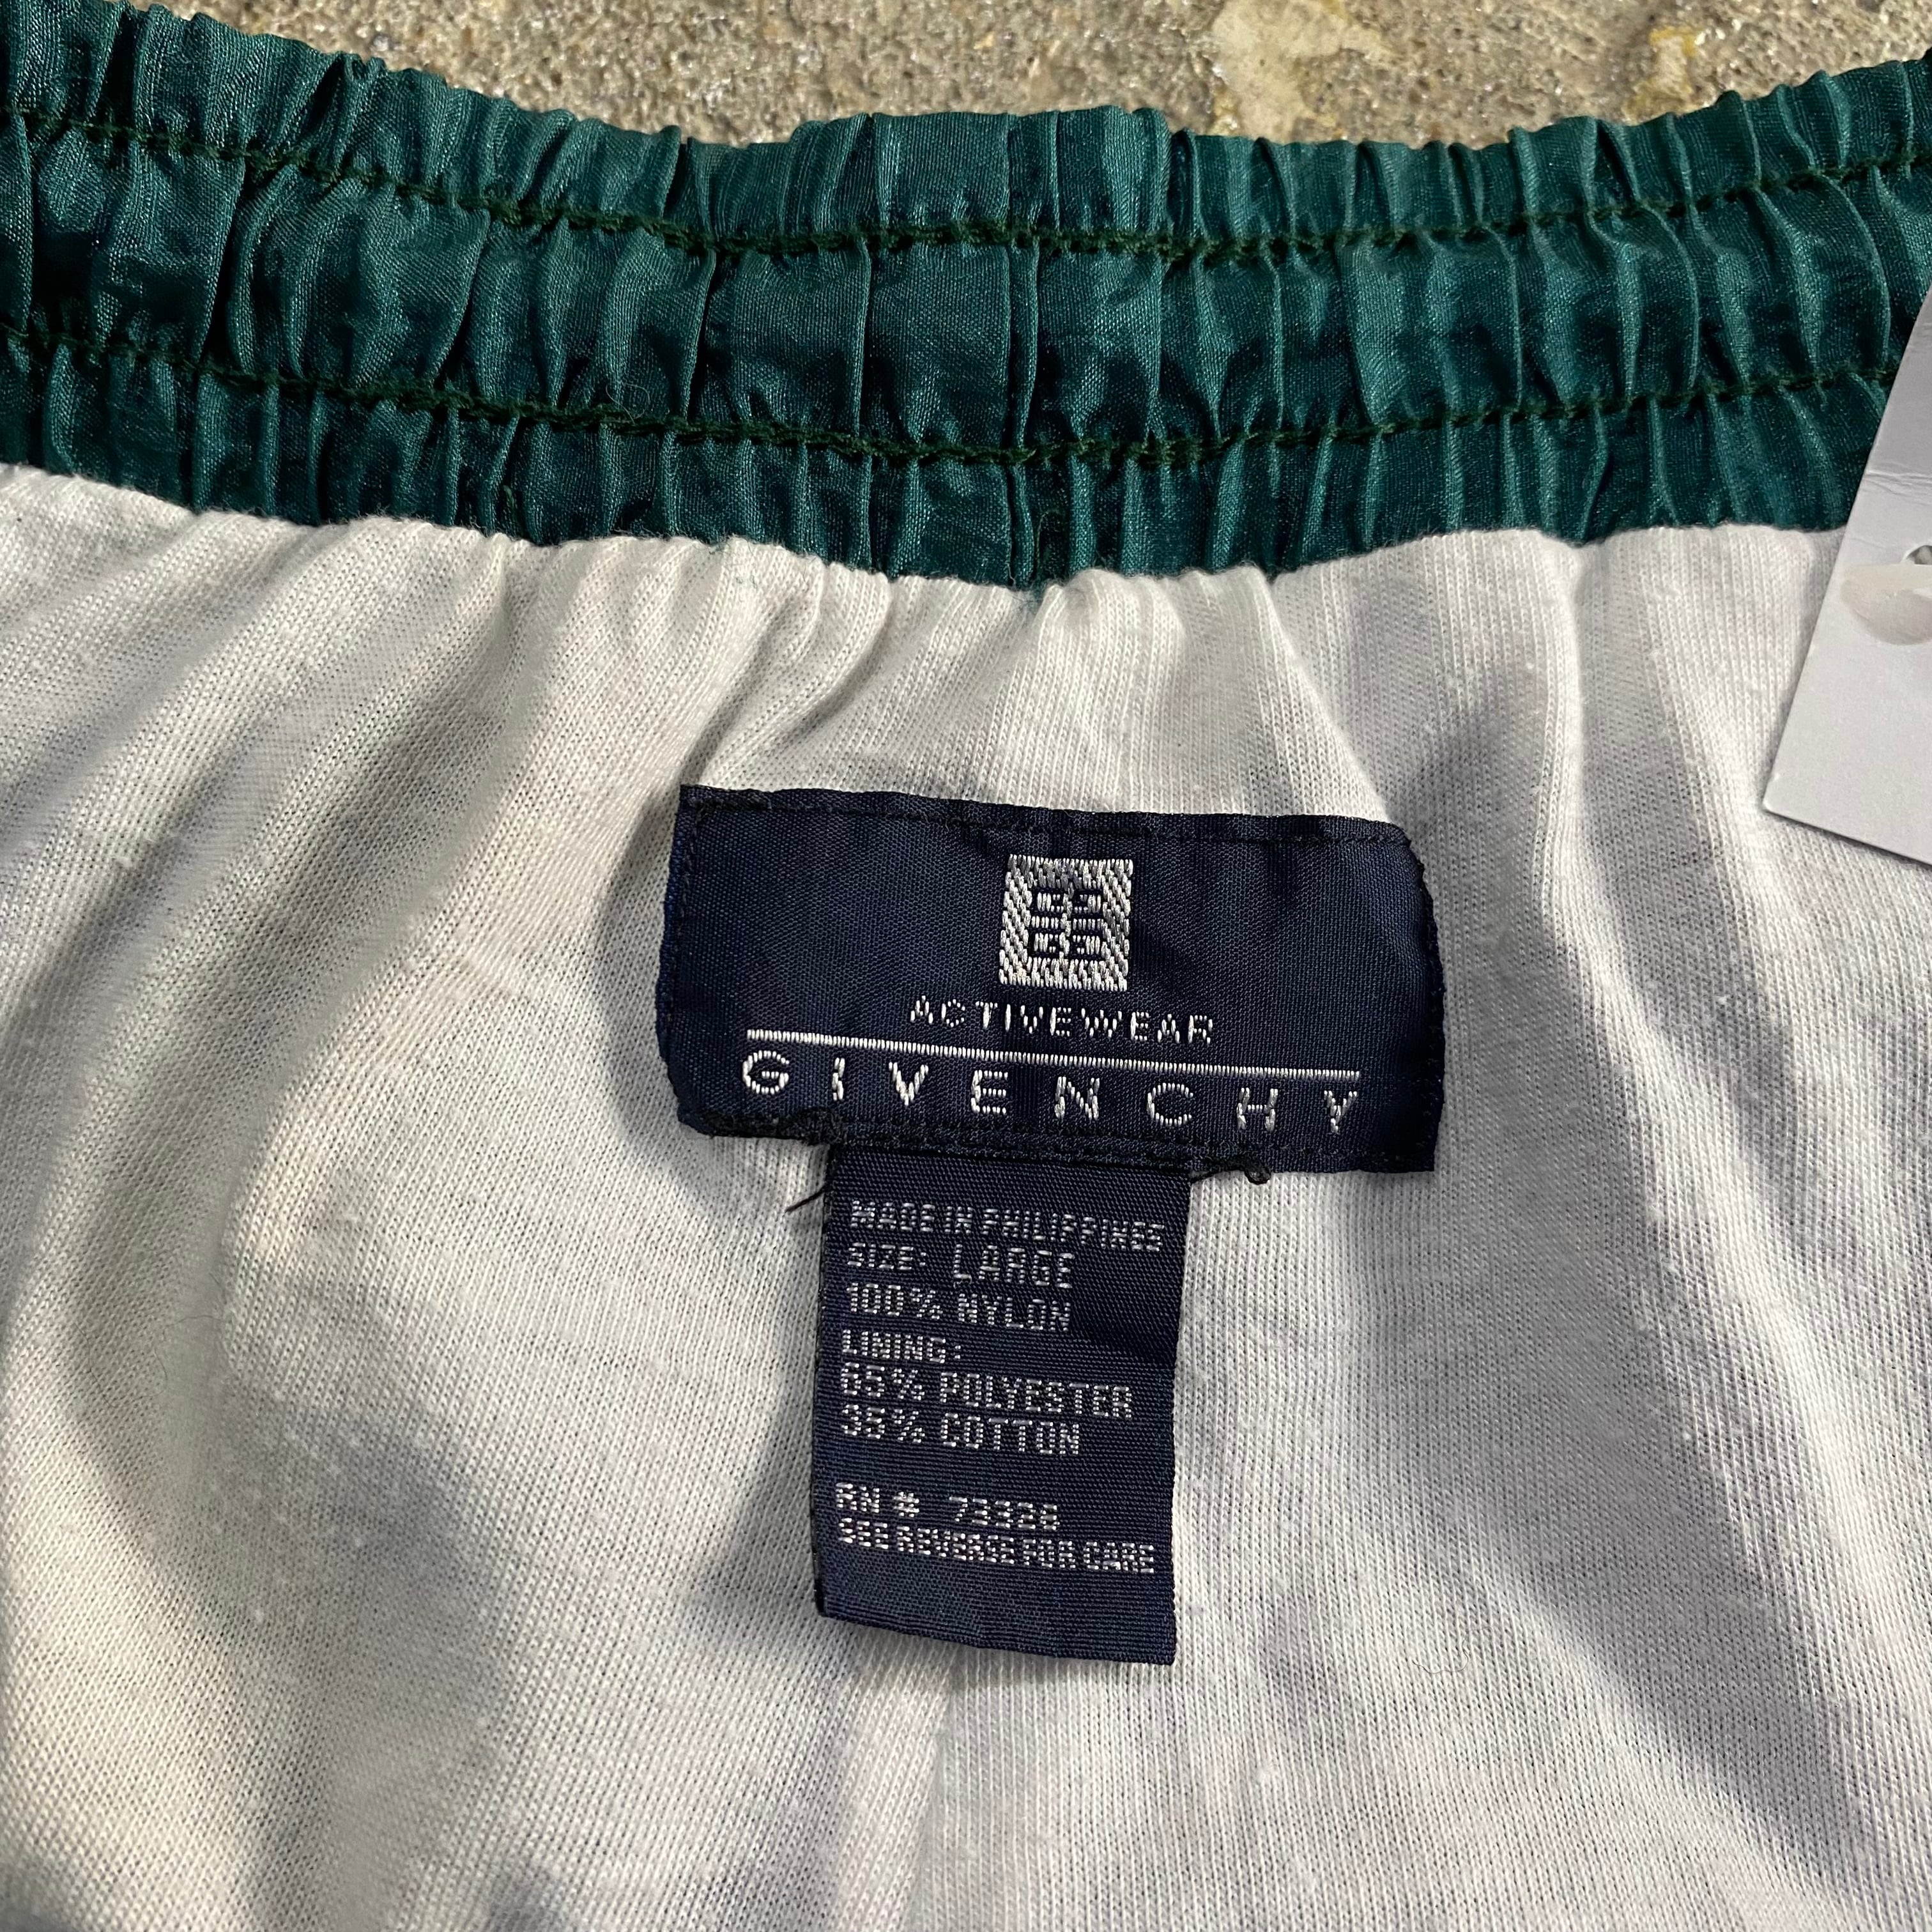 ACTIVEWEAR
GIVENCHY
MADE IN PHILIPPINES
SIZE: LARGE
100% NYLON
LINING:
65% POLYESTER
35% COTTON
RN # 73328
SEE REVERSE FOR CARE